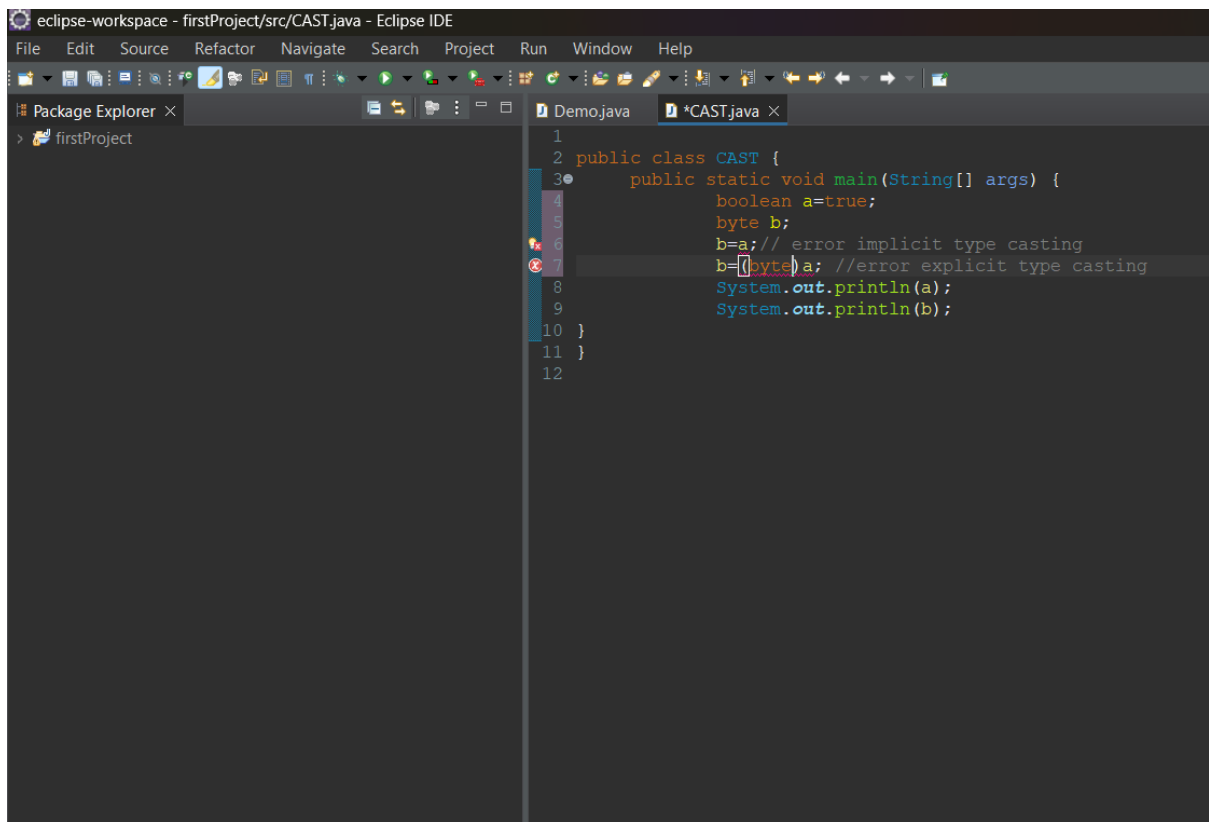 eclipse-workspace - firstProject/src/CAST.java - Eclipse IDE
File Edit Source Refactor Navigate Search Project Run Window Help
Package Explorer
firstProject
Demo.java *CAST.java
1
2 public class CAST {
3 public static void main(String[] args) {
4 boolean a=true;
5 byte b;
6 b=a;// error implicit type casting
7 b=(byte)a; //error explicit type casting
8 System.out.println(a);
9 System.out.println(b);
10 }
11 }
12